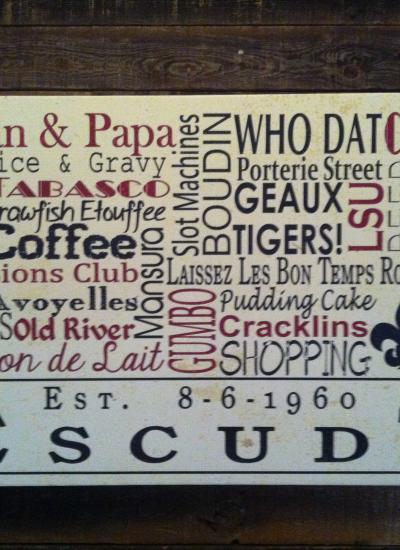 n & Papa
ice & Gravy
TABASCO
rawfish Etouffee
Coffee
sions Club
Avoyelles
Old River
on de Lait
Mansura
Slot Machines
GUMBO
BOUDIN
WHO DAT
Porterie Street
GEAUX
TIGERS!
LSU
LAISSEZ LES BON TEMPS RO
Pudding Cake
Cracklins
SHOPPING
EST. 8-6-1960
SCUD